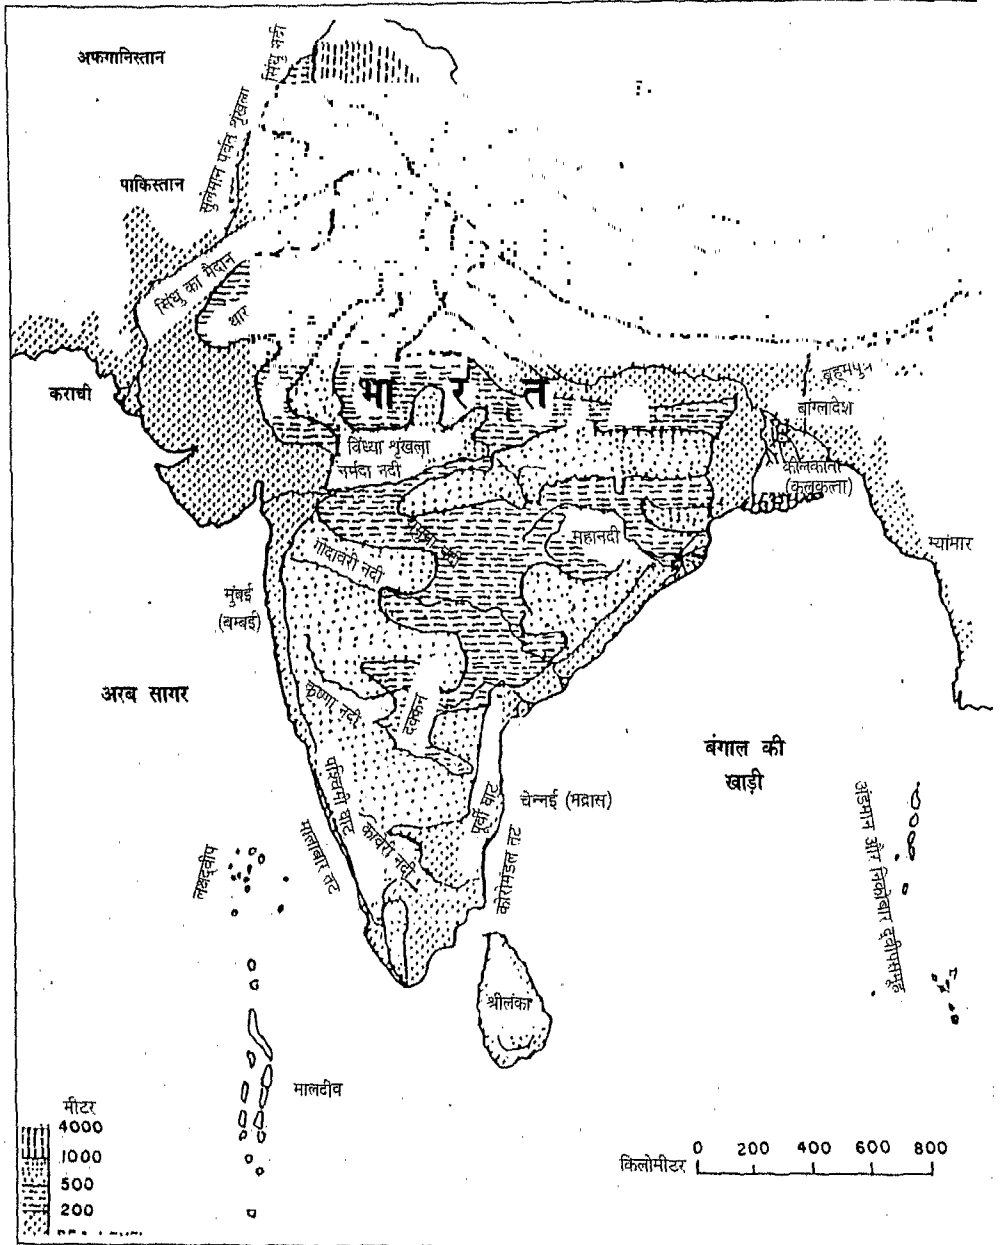 अफगानिस्तान
सिंधु नदी
सुलेमान पर्वत श्रृंखला
पाकिस्तान
सिंधु का मैदान
थार
कराची
भारत
ब्रह्मपुत्र
बांग्लादेश
विंध्या श्रृंखला
नर्मदा नदी
कोलकाता
(कलकत्ता)
महानदी
म्यांमार
गोदावरी नदी
मुंबई
(बम्बई)
अरब सागर
कृष्णा नदी
दक्कन
बंगाल की
खाड़ी
पश्चिमी घाट
पूर्वी घाट
चेन्नई (मद्रास)
मालाबार तट
कावेरी नदी
कोरोमंडल तट
लक्षद्वीप
अंडमान और निकोबार द्वीपसमूह
श्रीलंका
मालदीव
मीटर
4000
1000
500
200
किलोमीटर 0 200 400 600 800